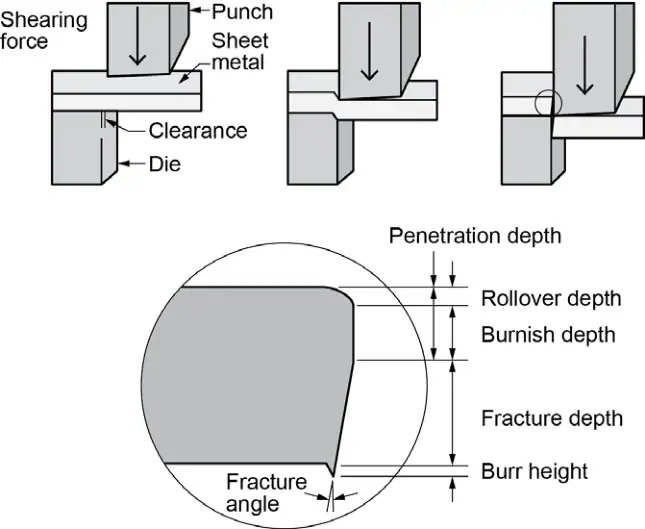 Shearing
force
Punch
Sheet
metal
Clearance
Die
Penetration depth
Rollover depth
Burnish depth
Fracture depth
Burr height
Fracture
angle